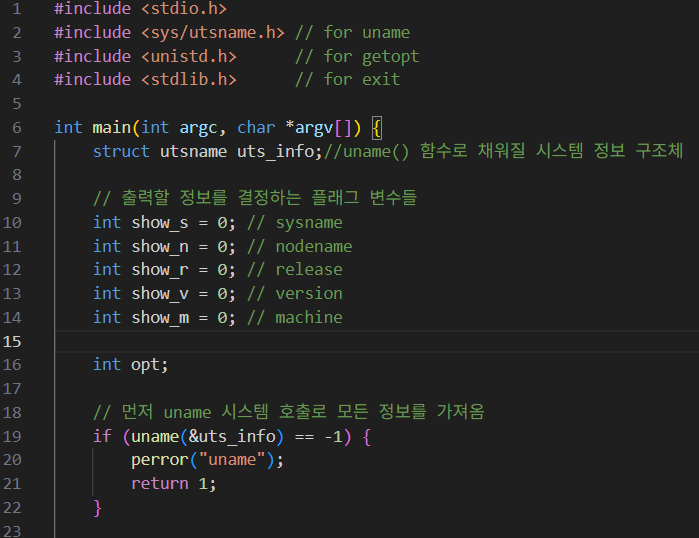 1 #include <stdio.h>
2 #include <sys/utsname.h> // for uname
3 #include <unistd.h>      // for getopt
4 #include <stdlib.h>      // for exit
5
6 int main(int argc, char *argv[]) {
7     struct utsname uts_info;//uname() 함수로 채워질 시스템 정보 구조체
8
9     // 출력할 정보를 결정하는 플래그 변수들
10     int show_s = 0; // sysname
11     int show_n = 0; // nodename
12     int show_r = 0; // release
13     int show_v = 0; // version
14     int show_m = 0; // machine
15
16     int opt;
17
18     // 먼저 uname 시스템 호출로 모든 정보를 가져옴
19     if (uname(&uts_info) == -1) {
20         perror("uname");
21         return 1;
22     }
23